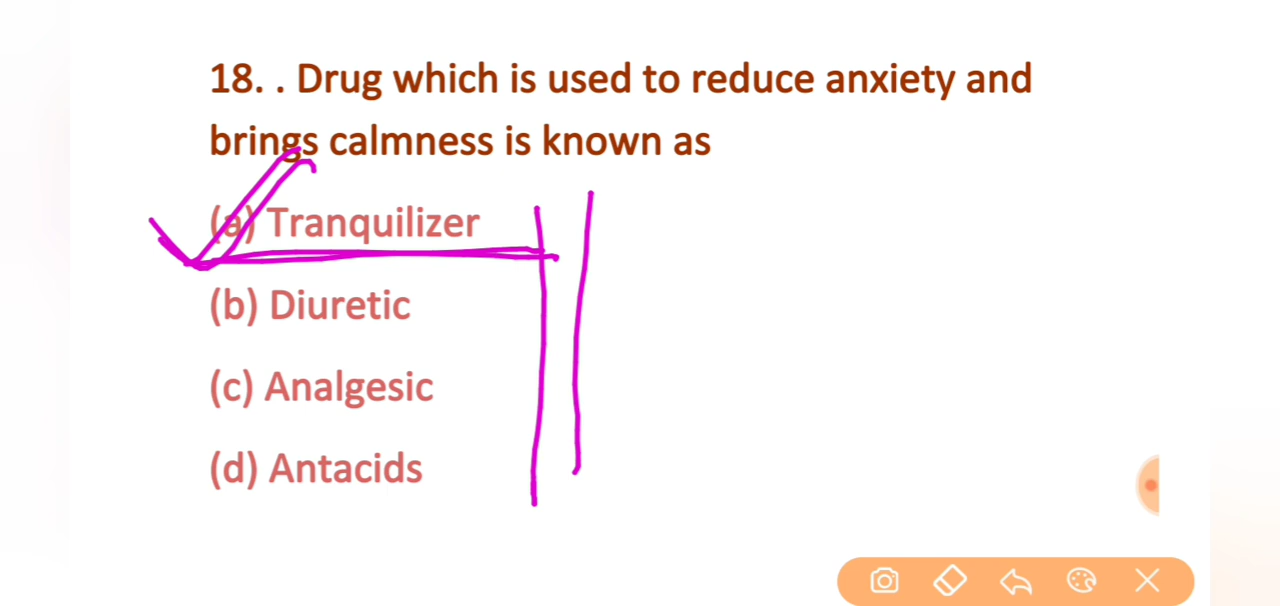 18. . Drug which is used to reduce anxiety and
brings calmness is known as
(a) Tranquilizer
(b) Diuretic
(c) Analgesic
(d) Antacids